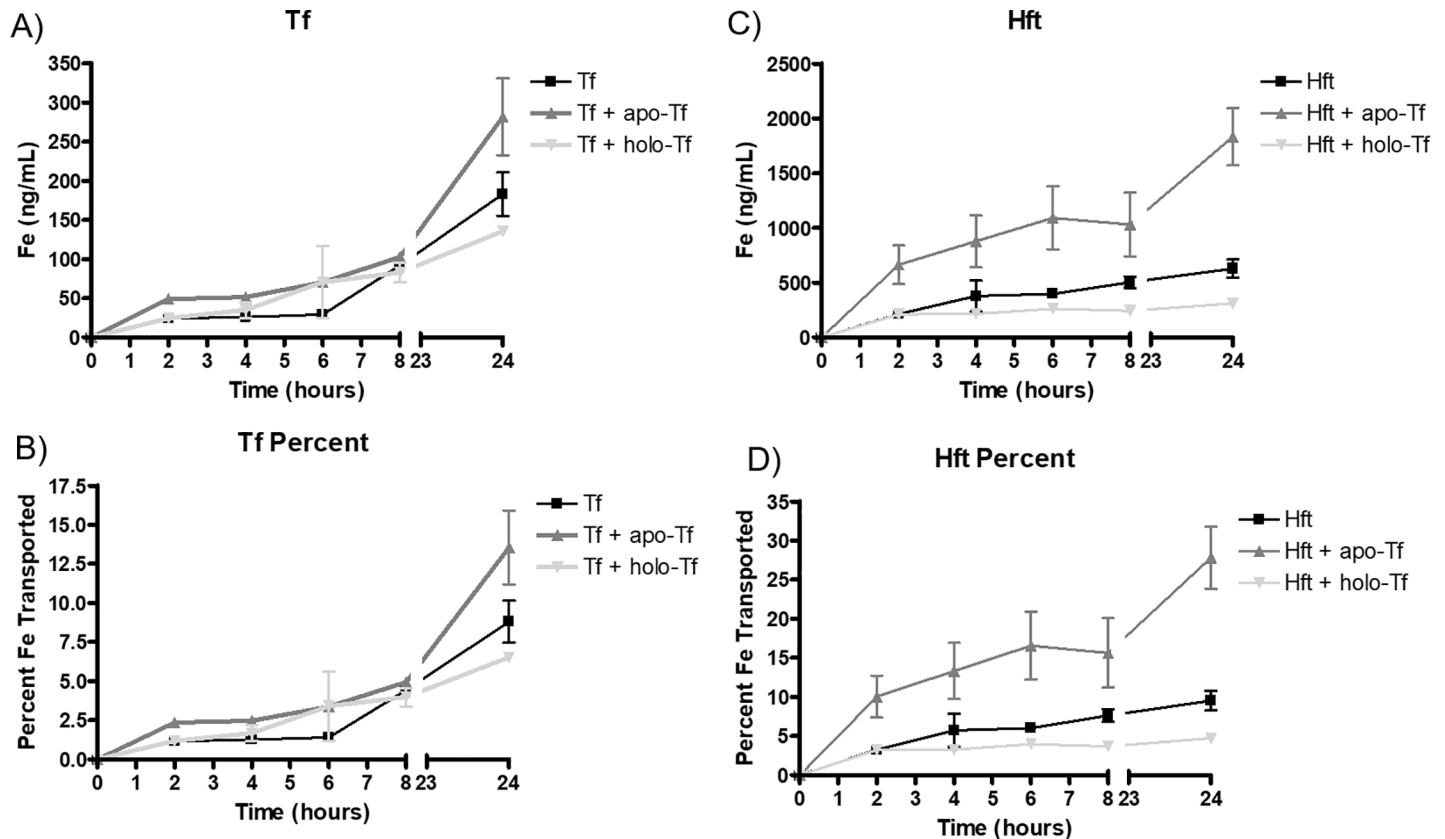 A)
Tf
Fe (ng/mL)
350
300
250
200
150
100
50
0
0 1 2 3 4 5 6 7 8 23 24
Time (hours)
Tf
Tf + apo-Tf
Tf + holo-Tf
C)
Hft
Fe (ng/mL)
2500
2000
1500
1000
500
0
0 1 2 3 4 5 6 7 8 23 24
Time (hours)
Hft
Hft + apo-Tf
Hft + holo-Tf
B)
Tf Percent
Percent Fe Transported
17.5
15.0
12.5
10.0
7.5
5.0
2.5
0.0
0 1 2 3 4 5 6 7 8 23 24
Time (hours)
Tf
Tf + apo-Tf
Tf + holo-Tf
D)
Hft Percent
Percent Fe Transported
35
30
25
20
15
10
5
0
0 1 2 3 4 5 6 7 8 23 24
Time (hours)
Hft
Hft + apo-Tf
Hft + holo-Tf